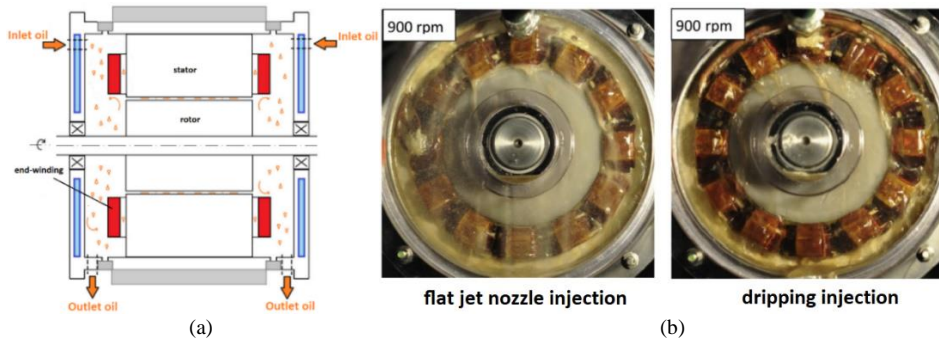 Inlet oil
Inlet oil
stator
rotor
end-winding
Outlet oil
Outlet oil
(a)
900 rpm
900 rpm
flat jet nozzle injection
dripping injection
(b)